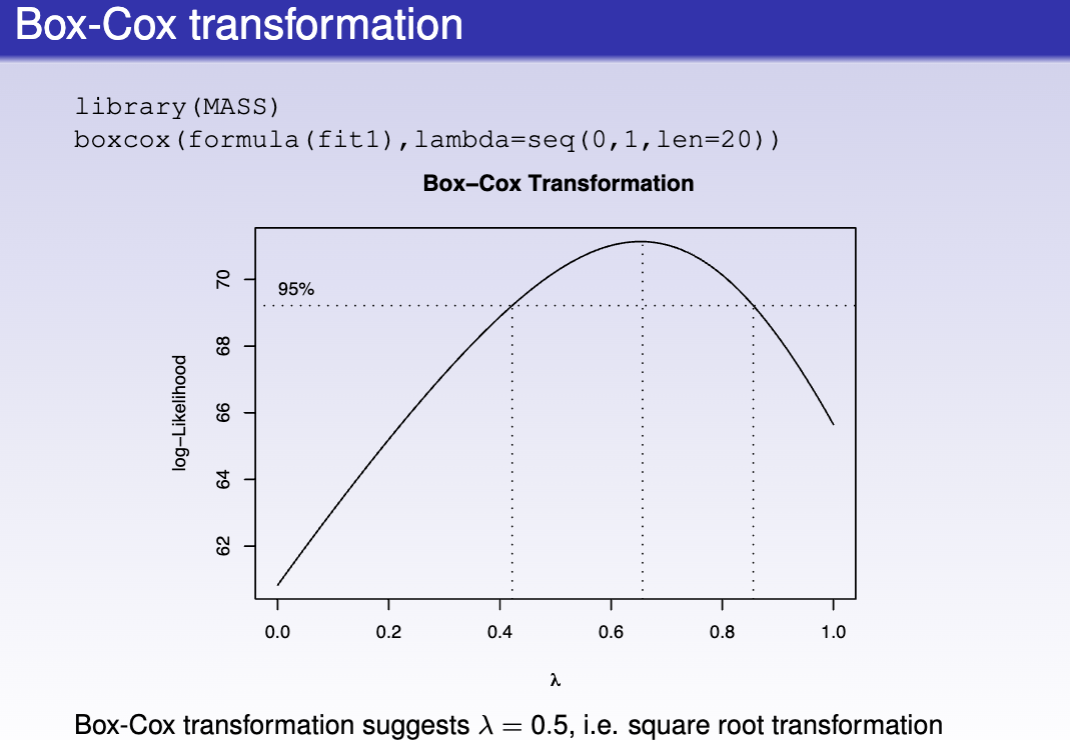 Box-Cox transformation
library(MASS)
boxcox(formula(fit1),lambda=seq(0,1,len=20))
Box–Cox Transformation
95%
70
68
66
64
62
log–Likelihood
0.0 0.2 0.4 0.6 0.8 1.0
λ
Box-Cox transformation suggests λ = 0.5, i.e. square root transformation